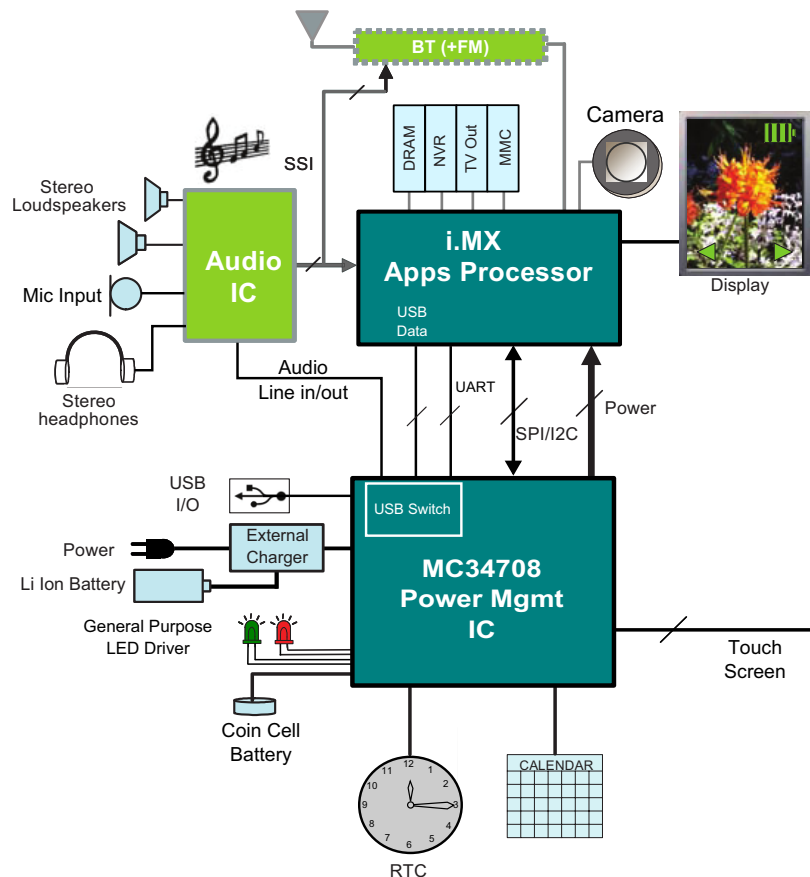 BT (+FM)
SSI
DRAM
NVR
TV Out
MMC
Camera
Stereo
Loudspeakers
Audio
IC
i.MX
Apps Processor
USB
Data
Display
Mic Input
Stereo
headphones
Audio
Line in/out
UART
SPI/I2C
Power
USB
I/O
USB Switch
Power
External
Charger
Li Ion Battery
MC34708
Power Mgmt
IC
General Purpose
LED Driver
Touch
Screen
Coin Cell
Battery
12
1
2
3
4
5
6
7
8
9
10
11
RTC
CALENDAR